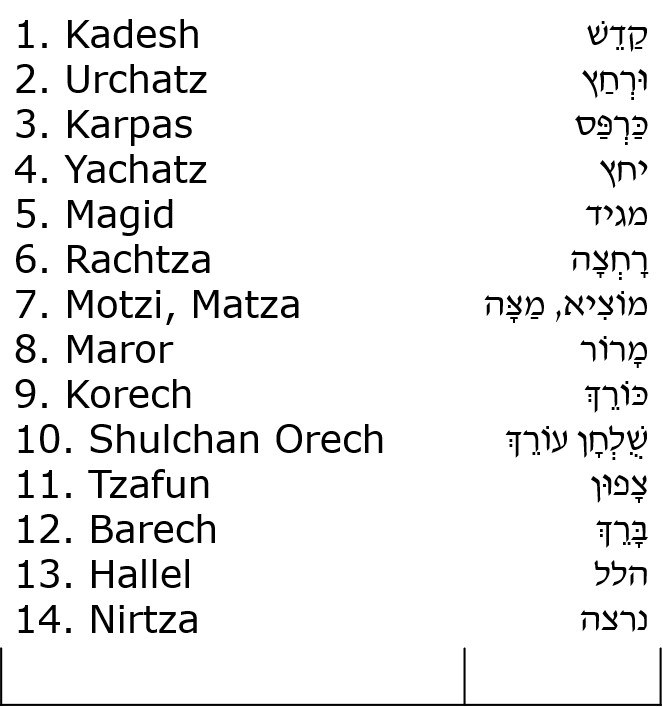 1. Kadesh קַדֵּשׁ
2. Urchatz וּרְחַץ
3. Karpas כַּרְפַּס
4. Yachatz יחץ
5. Magid מגיד
6. Rachtza רָחְצָה
7. Motzi, Matza מוֹצִיא, מַצָּה
8. Maror מָרוֹר
9. Korech כּוֹרֵךְ
10. Shulchan Orech שֻׁלְחָן עוֹרֵךְ
11. Tzafun צָפוּן
12. Barech בָּרֵךְ
13. Hallel הלל
14. Nirtza נרצה